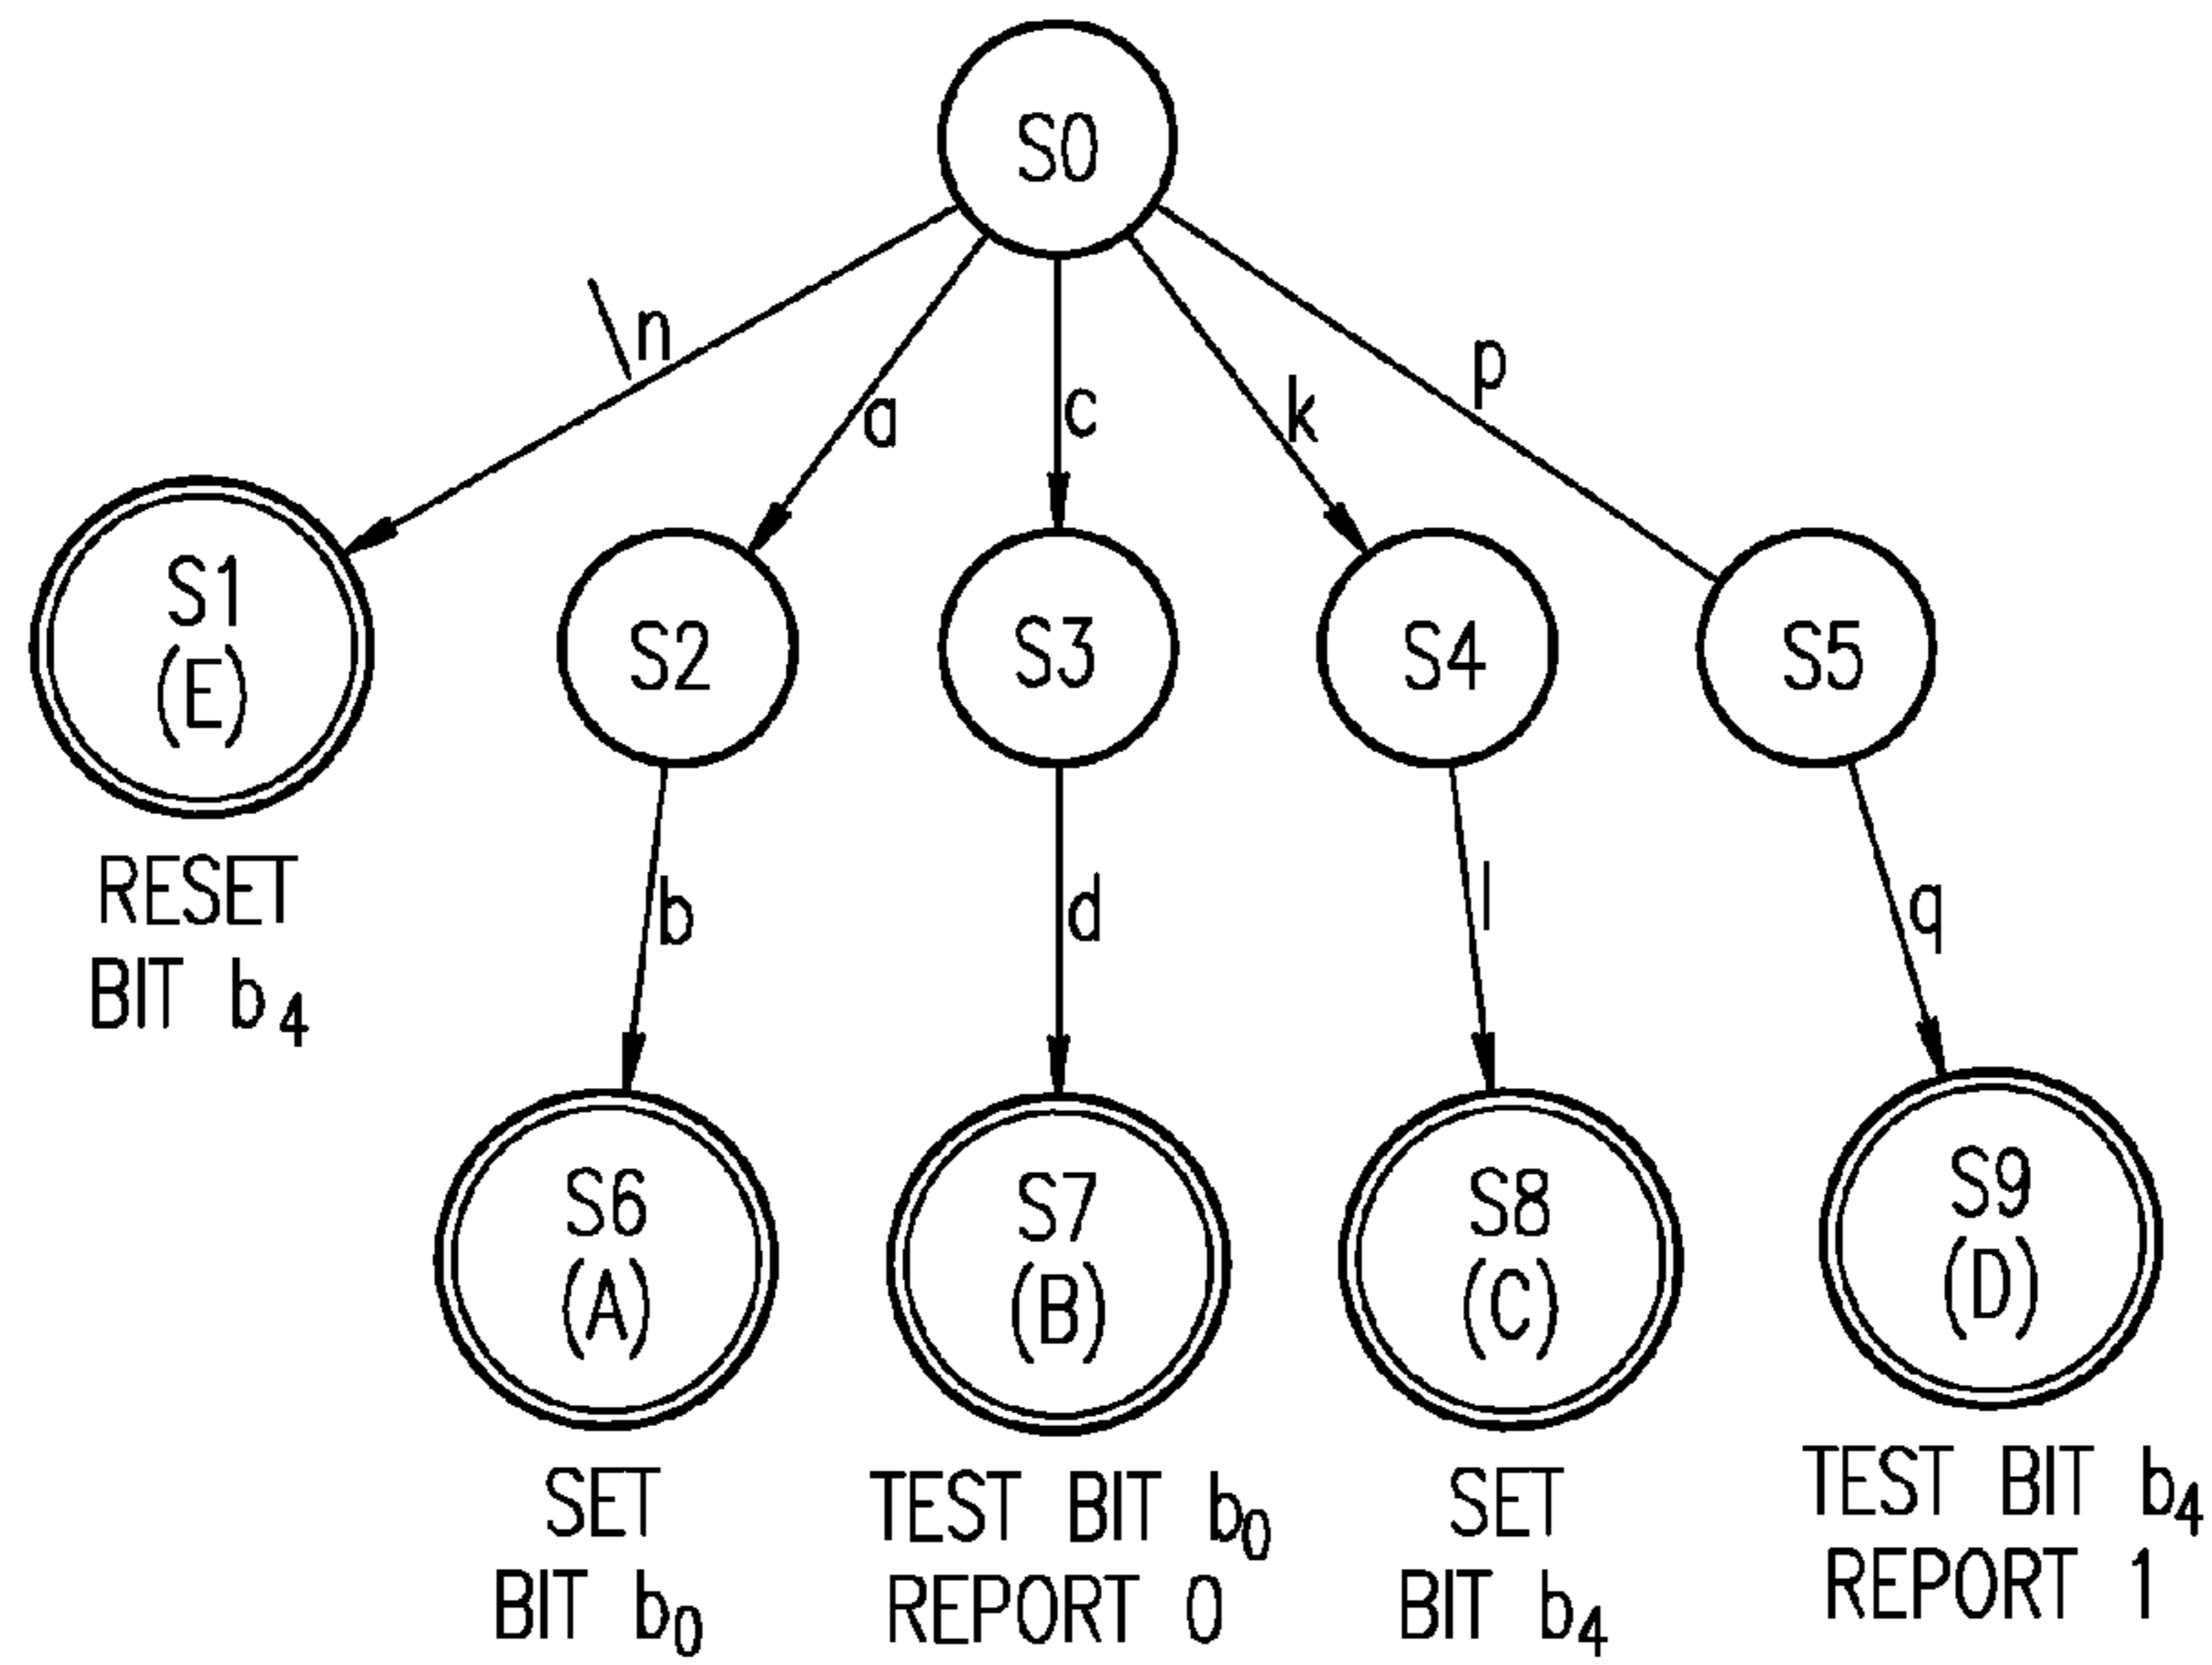 S0
\n
a
c
k
p
S1
(E)
S2
S3
S4
S5
RESET
BIT b4
b
d
l
q
S6
(A)
S7
(B)
S8
(C)
S9
(D)
SET
BIT b0
TEST BIT b0
REPORT 0
SET
BIT b4
TEST BIT b4
REPORT 1